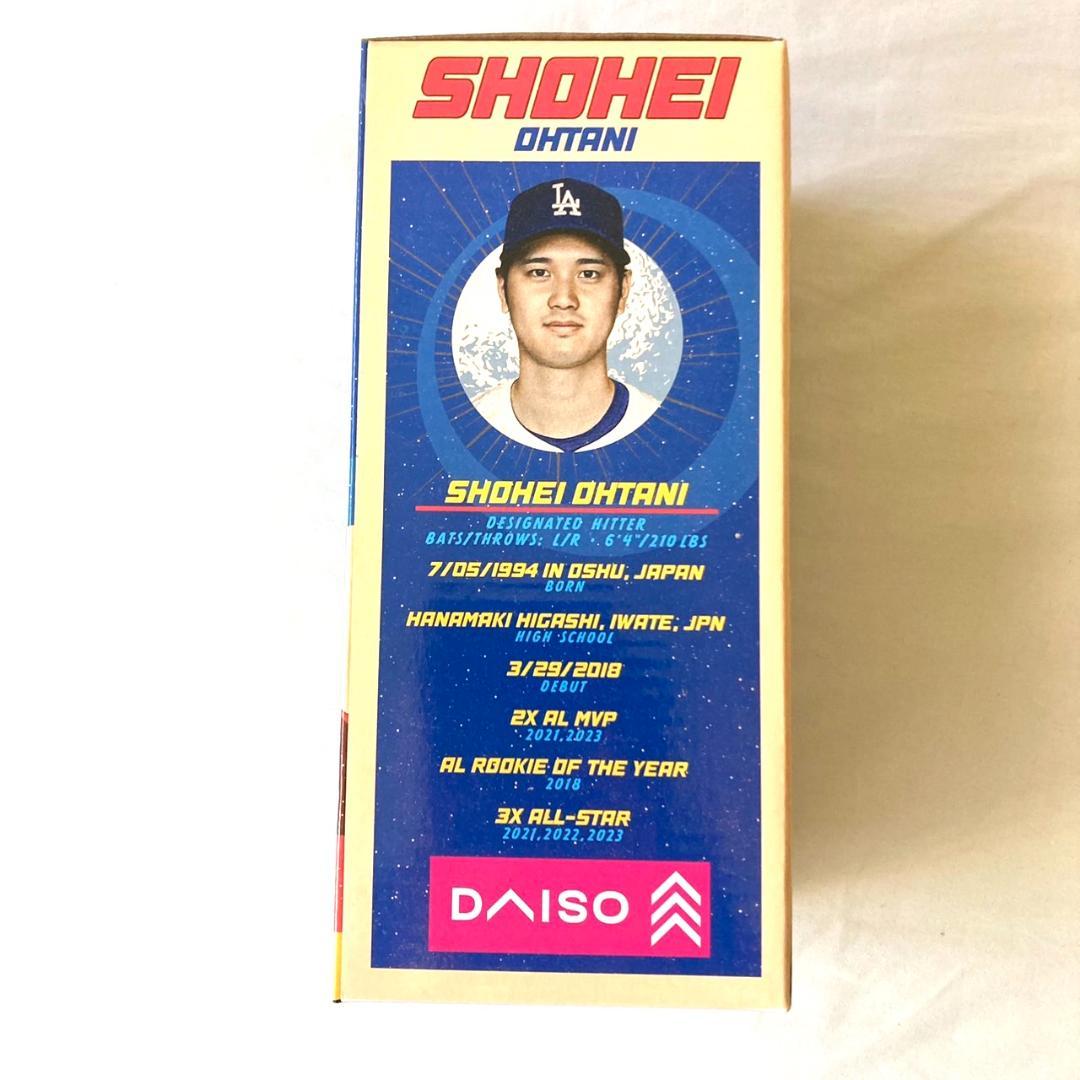 SHOHEI
OHTANI
LA
SHOHEI OHTANI
DESIGNATED HITTER
BATS/THROWS: L/R • 6'4"/210 LBS
7/05/1994 IN OSHU, JAPAN
BORN
HANAMAKI HIGASHI, IWATE, JPN
HIGH SCHOOL
3/29/2018
DEBUT
2X AL MVP
2021,2023
AL ROOKIE OF THE YEAR
2018
3X ALL-STAR
2021,2022,2023
DAISO